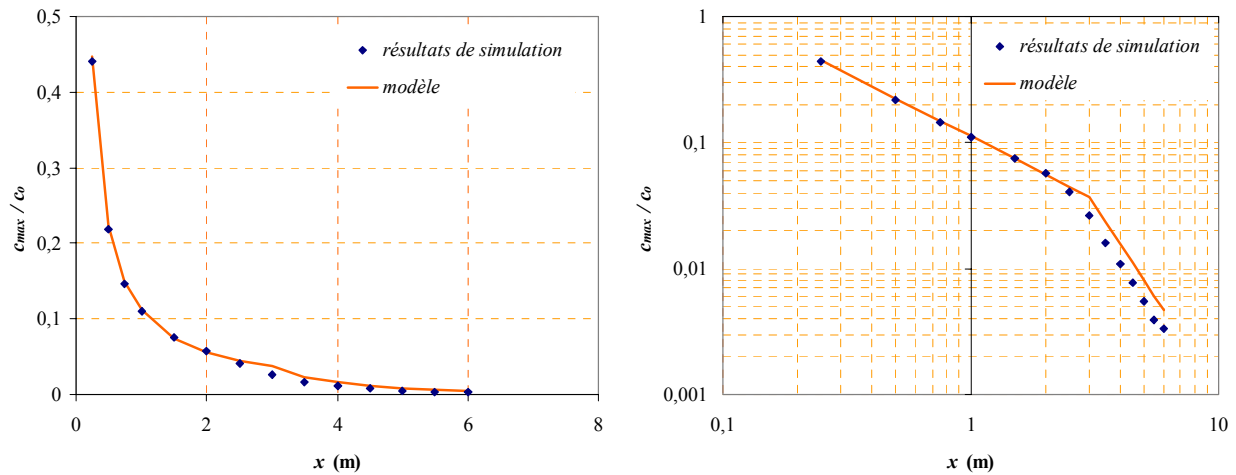 0,5
0,4
0,3
0,2
0,1
0
0
2
4
6
8
c_max / c_o
x (m)
résultats de simulation
modèle
1
0,1
0,01
0,001
0,1
1
10
c_max / c_o
x (m)
résultats de simulation
modèle